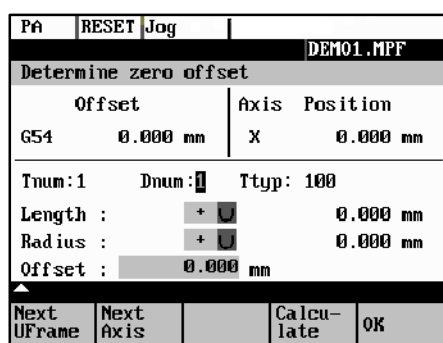 PA RESET Jog
DEMO1.MPF
Determine zero offset
Offset Axis Position
G54 0.000 mm X 0.000 mm
Tnum:1 Dnum:1 Ttyp: 100
Length : + 0.000 mm
Radius : + 0.000 mm
Offset : 0.000 mm
Next UFrame Next Axis Calcu-late OK